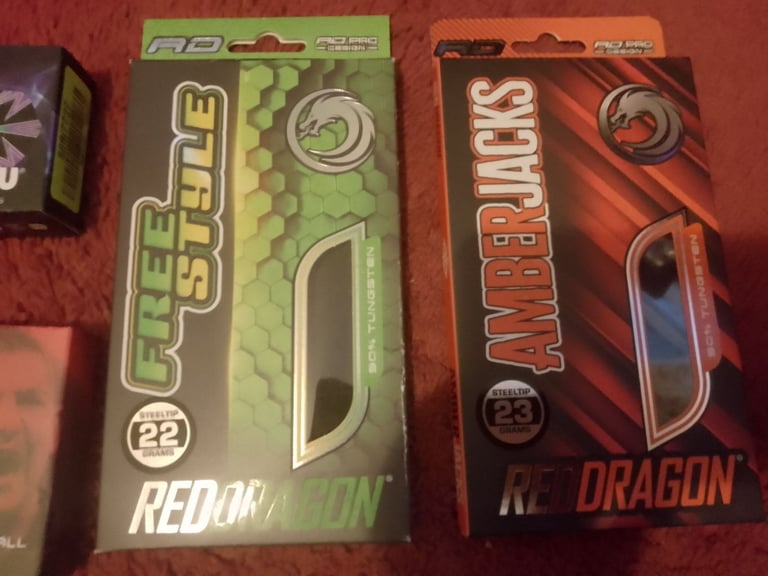 RD
RD PRO
DESIGN
FREE
STYLE
90% TUNGSTEN
STEELTIP
22
GRAMS
REDDRAGON
RD
RD PRO
DESIGN
AMBERJACKS
90% TUNGSTEN
STEELTIP
23
GRAMS
REDDRAGON
U
ALL